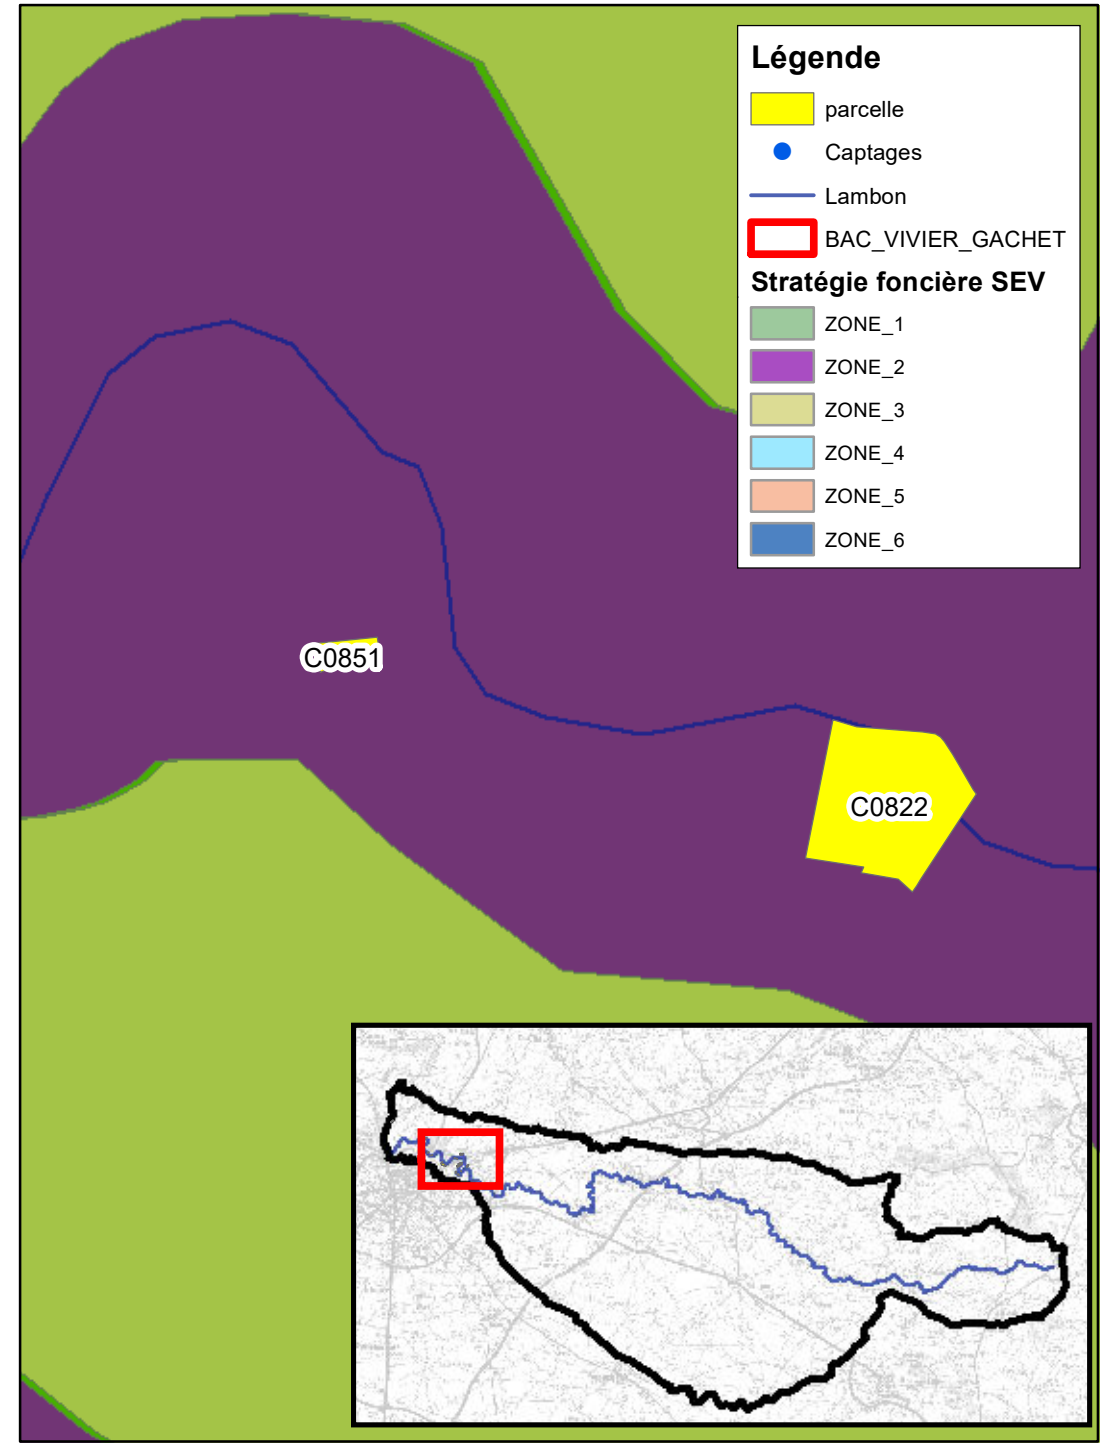 Légende
parcelle
Captages
Lambon
BAC_VIVIER_GACHET
Stratégie foncière SEV
ZONE_1
ZONE_2
ZONE_3
ZONE_4
ZONE_5
ZONE_6
C0851
C0822